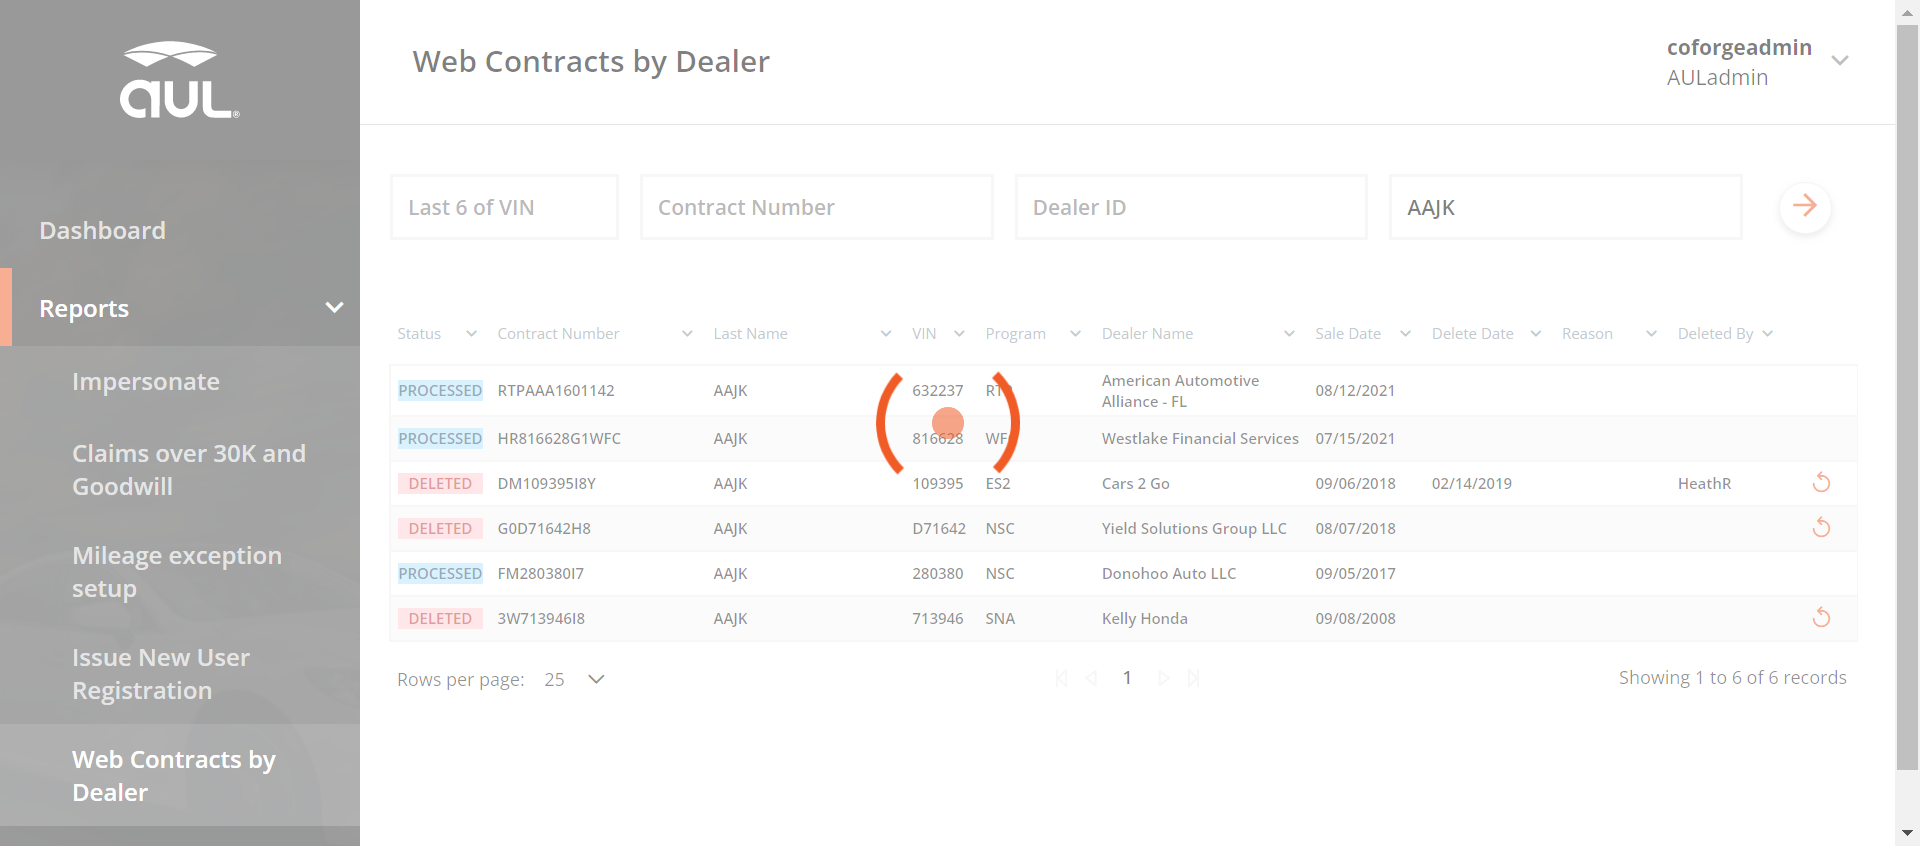 aUL®
Dashboard
Reports
Impersonate
Claims over 30K and
Goodwill
Mileage exception
setup
Issue New User
Registration
Web Contracts by
Dealer
Web Contracts by Dealer
coforgeadmin
AULadmin
Last 6 of VIN Contract Number Dealer ID AAJK
Status Contract Number Last Name VIN Program Dealer Name Sale Date Delete Date Reason Deleted By
PROCESSED RTPAAA1601142 AAJK 632237 RTP American Automotive Alliance - FL 08/12/2021
PROCESSED HR816628G1WFC AAJK 816628 WF Westlake Financial Services 07/15/2021
DELETED DM109395I8Y AAJK 109395 ES2 Cars 2 Go 09/06/2018 02/14/2019 HeathR
DELETED G0D71642H8 AAJK D71642 NSC Yield Solutions Group LLC 08/07/2018
PROCESSED FM280380I7 AAJK 280380 NSC Donohoo Auto LLC 09/05/2017
DELETED 3W713946I8 AAJK 713946 SNA Kelly Honda 09/08/2008
Rows per page: 25 1 Showing 1 to 6 of 6 records